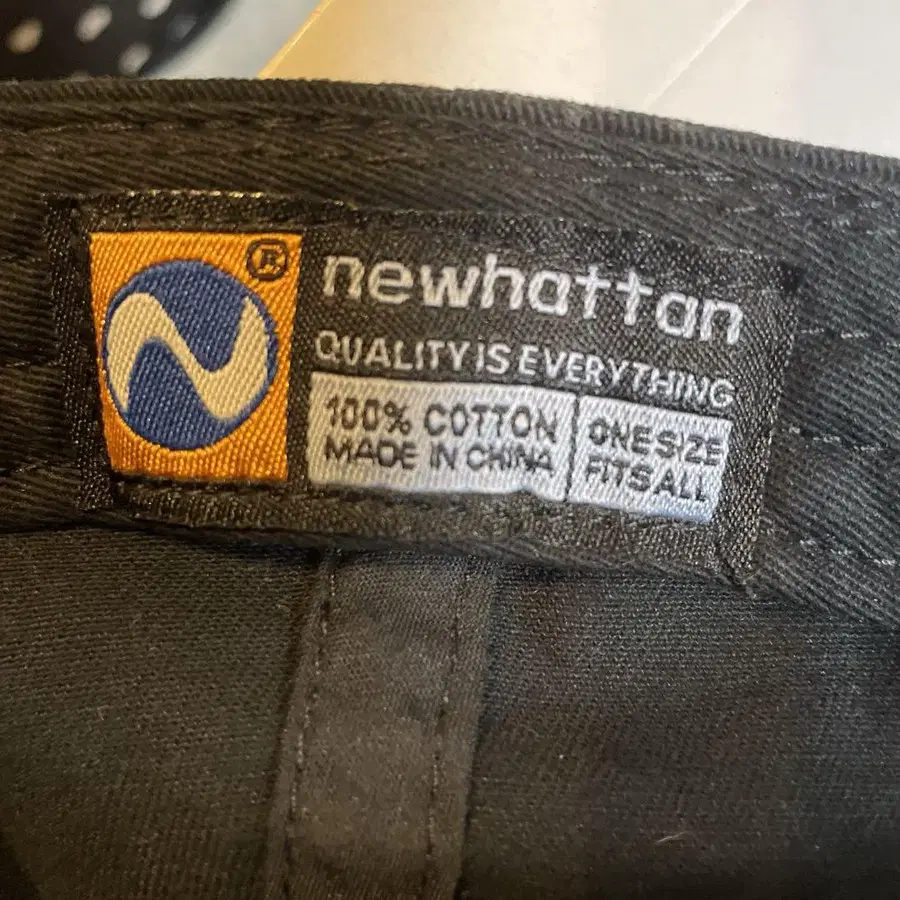 ®
newhattan
QUALITY iS EVERYTHING
100% COTTON
MADE IN CHINA
ONE SIZE
FITS ALL